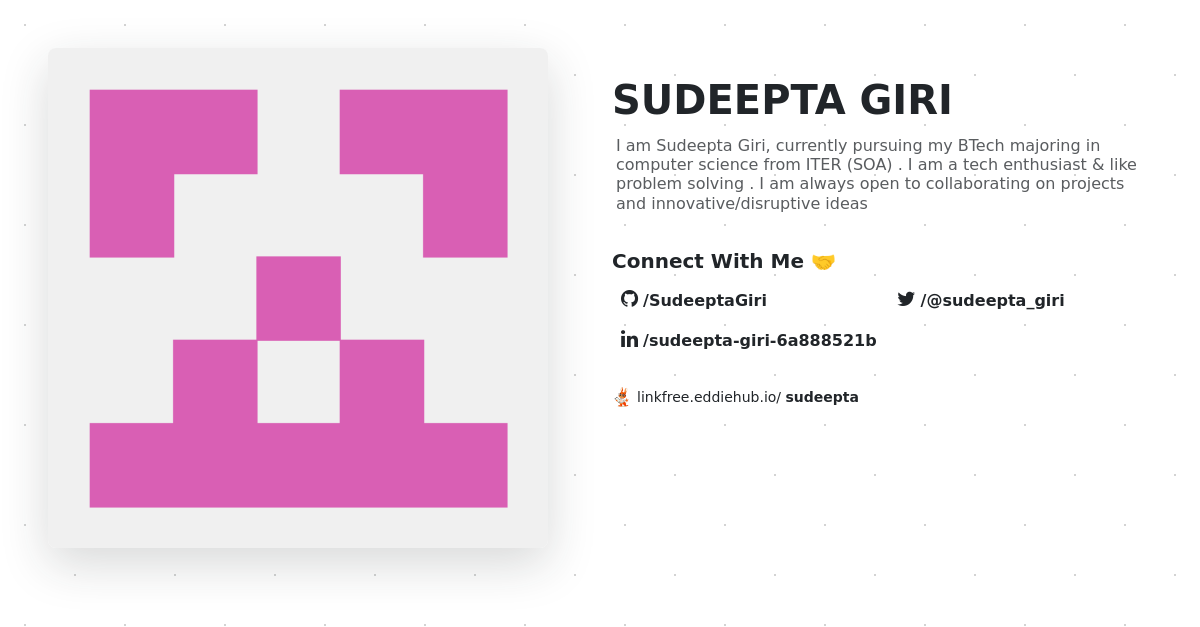 SUDEEPTA GIRI
I am Sudeepta Giri, currently pursuing my BTech majoring in
computer science from ITER (SOA) . I am a tech enthusiast & like
problem solving . I am always open to collaborating on projects
and innovative/disruptive ideas
Connect With Me 🤝
/SudeeptaGiri
/@sudeepta_giri
/sudeepta-giri-6a888521b
linkfree.eddiehub.io/ sudeepta